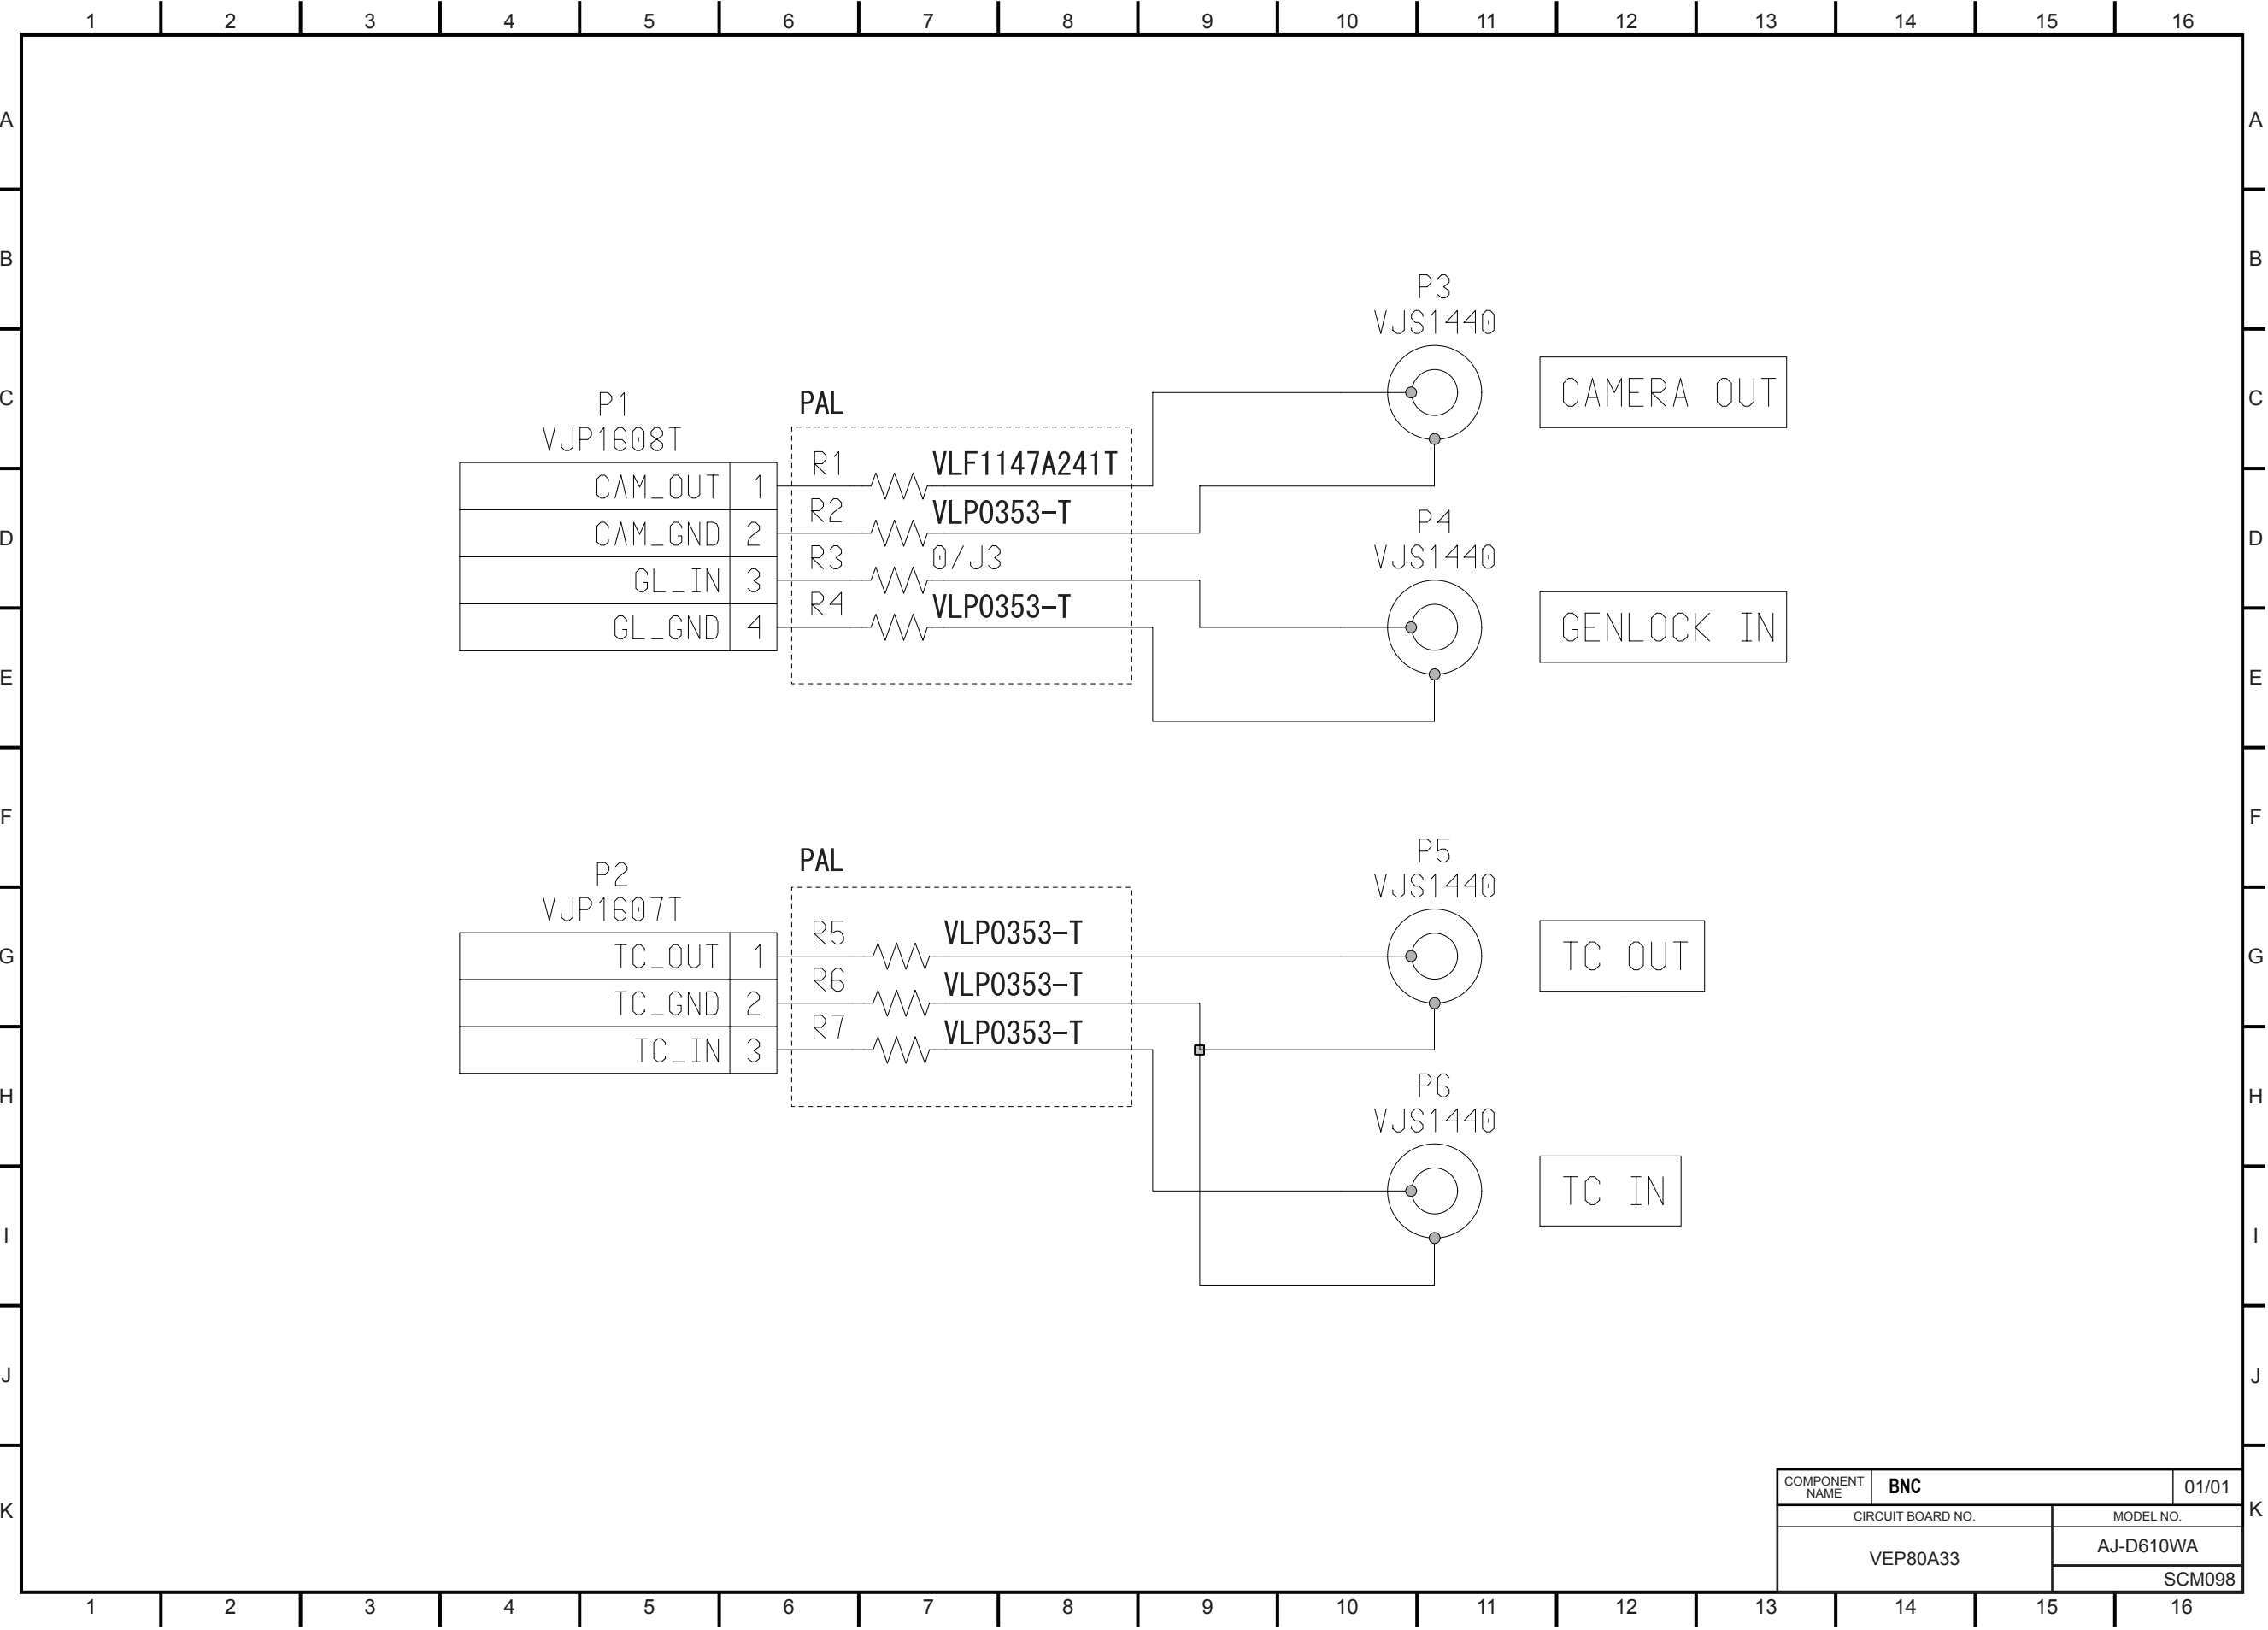 1 2 3 4 5 6 7 8 9 10 11 12 13 14 15 16
A A
B B
P3
VJS1440
C CAMERA OUT C
P1
VJP1608T
PAL
CAM_OUT 1 R1 VLF1147A241T
CAM_GND 2 R2 VLP0353-T
GL_IN 3 R3 0/J3
GL_GND 4 R4 VLP0353-T
D D
P4
VJS1440
GENLOCK IN
E E
F F
P5
VJS1440
P2
VJP1607T
PAL
TC_OUT 1 R5 VLP0353-T
TC_GND 2 R6 VLP0353-T
TC_IN 3 R7 VLP0353-T
G TC OUT G
H H
P6
VJS1440
TC IN
I I
J J
K K
COMPONENT NAME BNC 01/01
CIRCUIT BOARD NO. MODEL NO.
VEP80A33 AJ-D610WA
SCM098
1 2 3 4 5 6 7 8 9 10 11 12 13 14 15 16